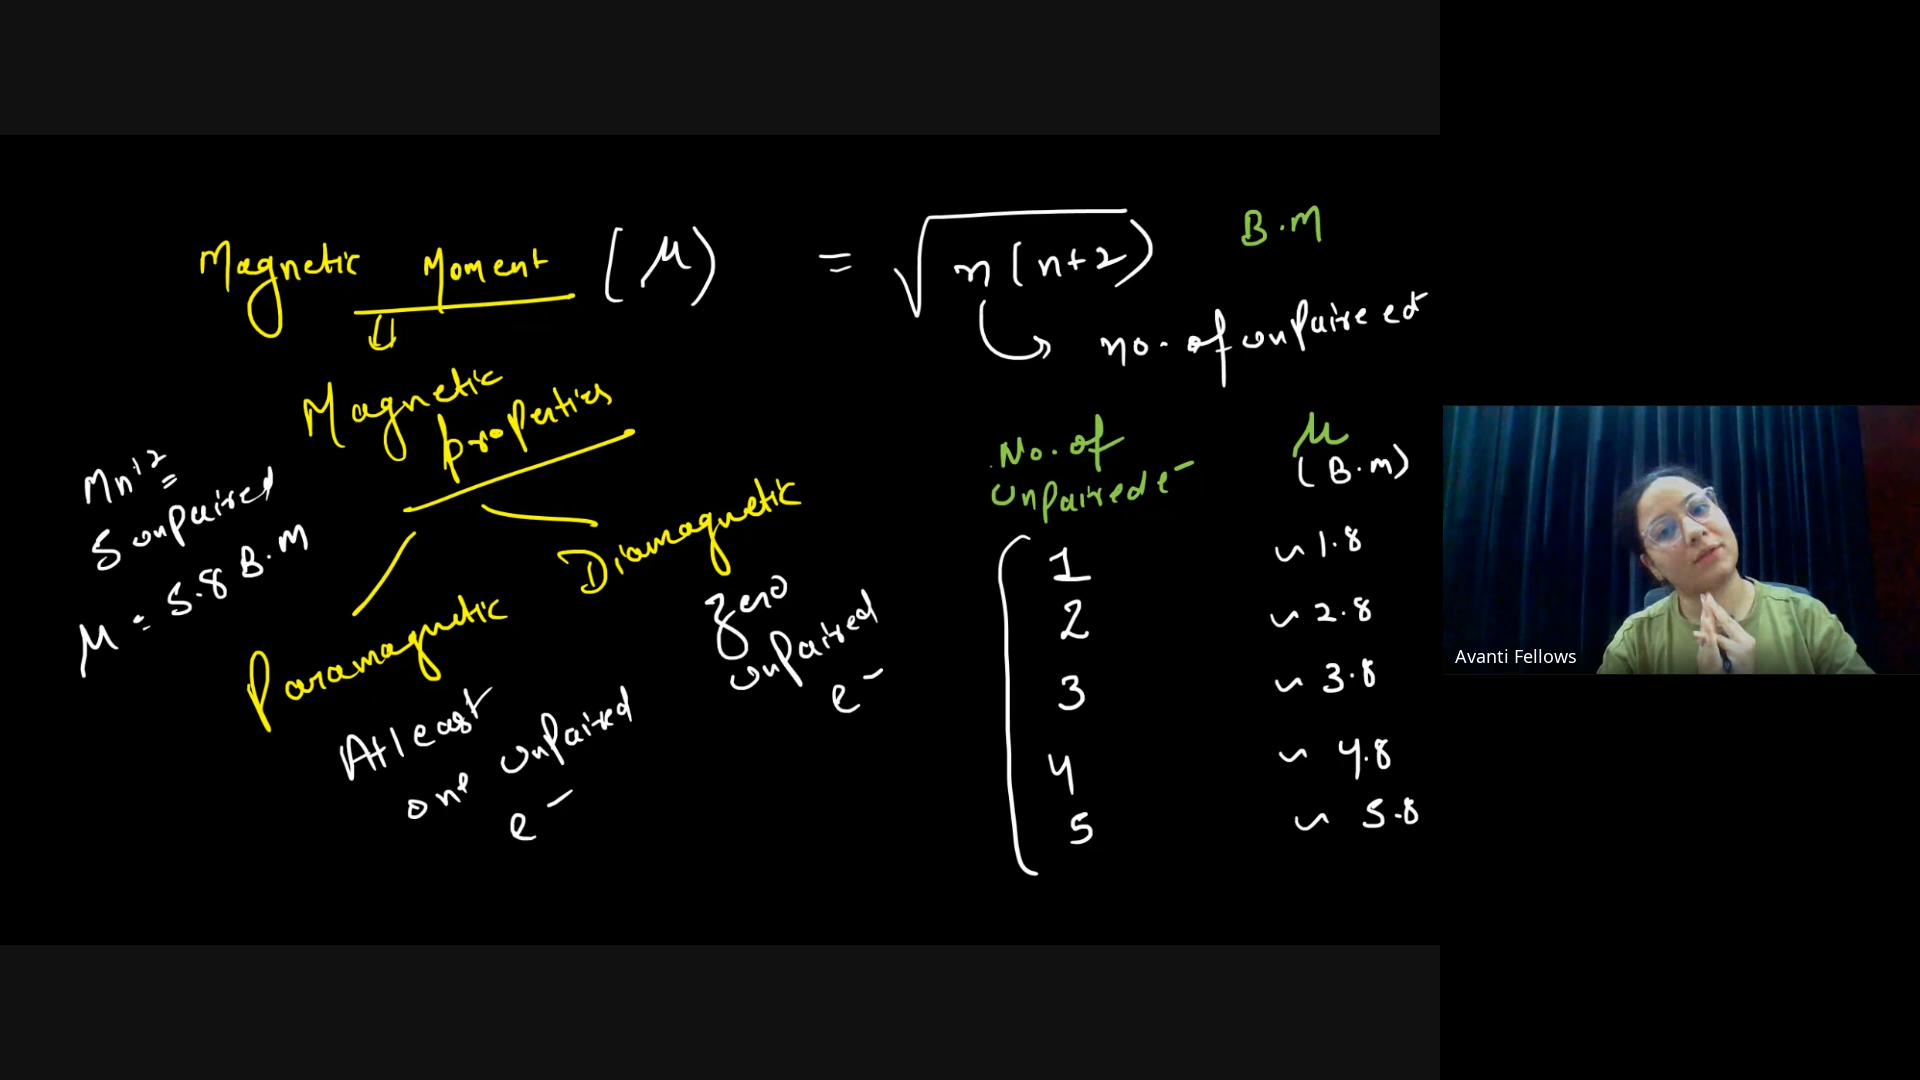 Magnetic Moment (μ) = √n(n+2) B.M
no. of unpaired e-
Magnetic
properties
Mn+2 =
5 unpaired
μ = 5.8 B.M
Paramagnetic
Atleast
one unpaired
e-
Diamagnetic
zero
unpaired
e-
No. of
Unpaired e-
μ
(B.M)
1 ~ 1.8
2 ~ 2.8
3 ~ 3.8
4 ~ 4.8
5 ~ 5.8
Avanti Fellows